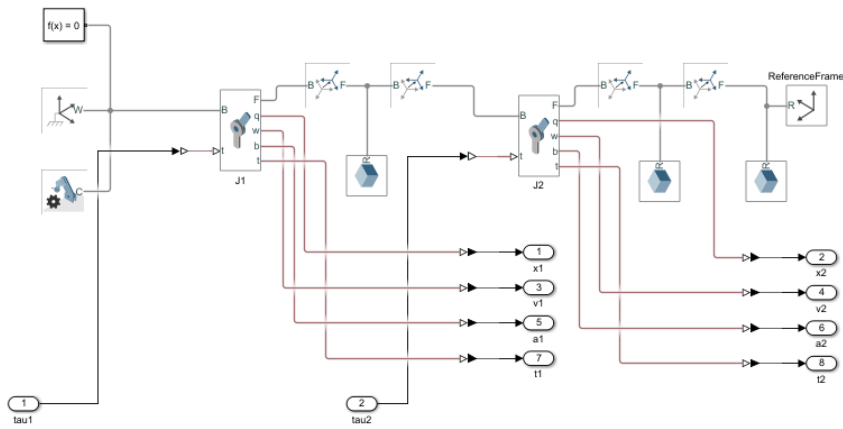 f(x) = 0
ReferenceFrame
W
B
F
q
w
b
t
t
J1
C
B F
B F
R
B
F
q
w
b
t
t
J2
B F
B F
R
R
R
1
x1
3
v1
5
a1
7
t1
2
x2
4
v2
6
a2
8
t2
1
tau1
2
tau2